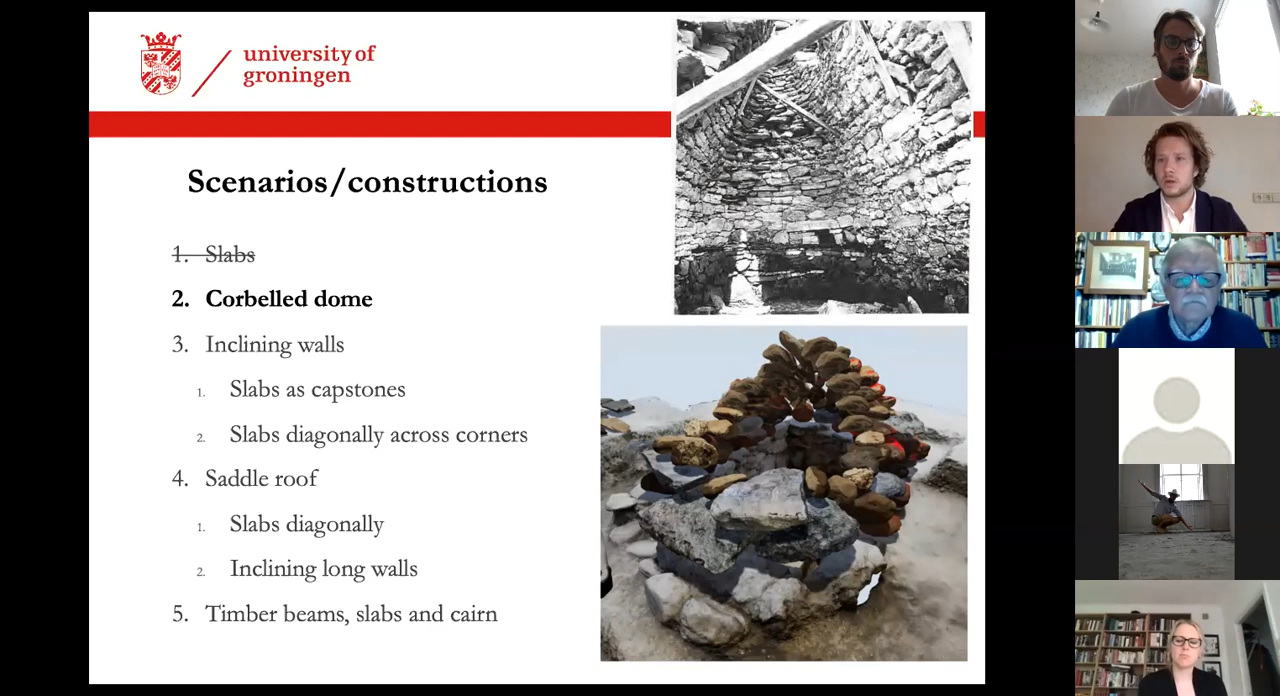 university of
groningen
Scenarios/constructions
1. Slabs
2. Corbelled dome
3. Inclining walls
1. Slabs as capstones
2. Slabs diagonally across corners
4. Saddle roof
1. Slabs diagonally
2. Inclining long walls
5. Timber beams, slabs and cairn